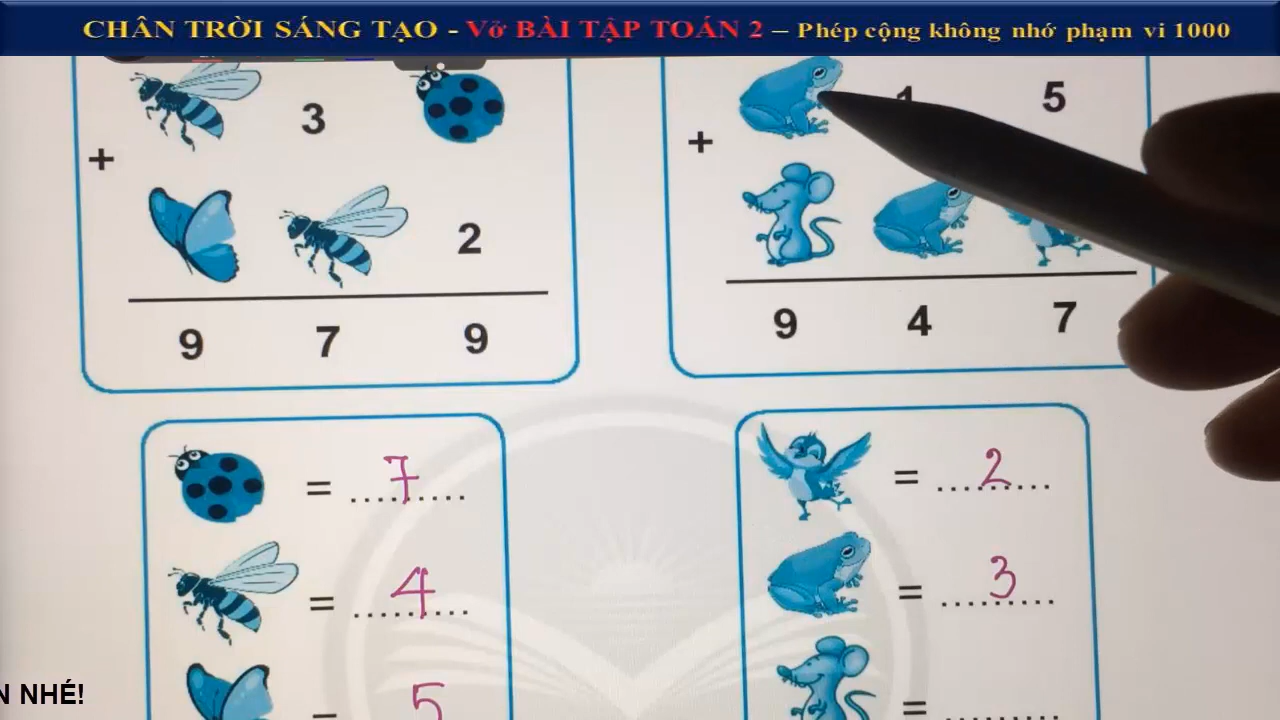 CHÂN TRỜI SÁNG TẠO - Vở BÀI TẬP TOÁN 2 – Phép cộng không nhớ phạm vi 1000
3
+
2
9 7 9
1 5
+
9 4 7
= 7
= 4
= 5
= 2
= 3
= .........
N NHÉ!